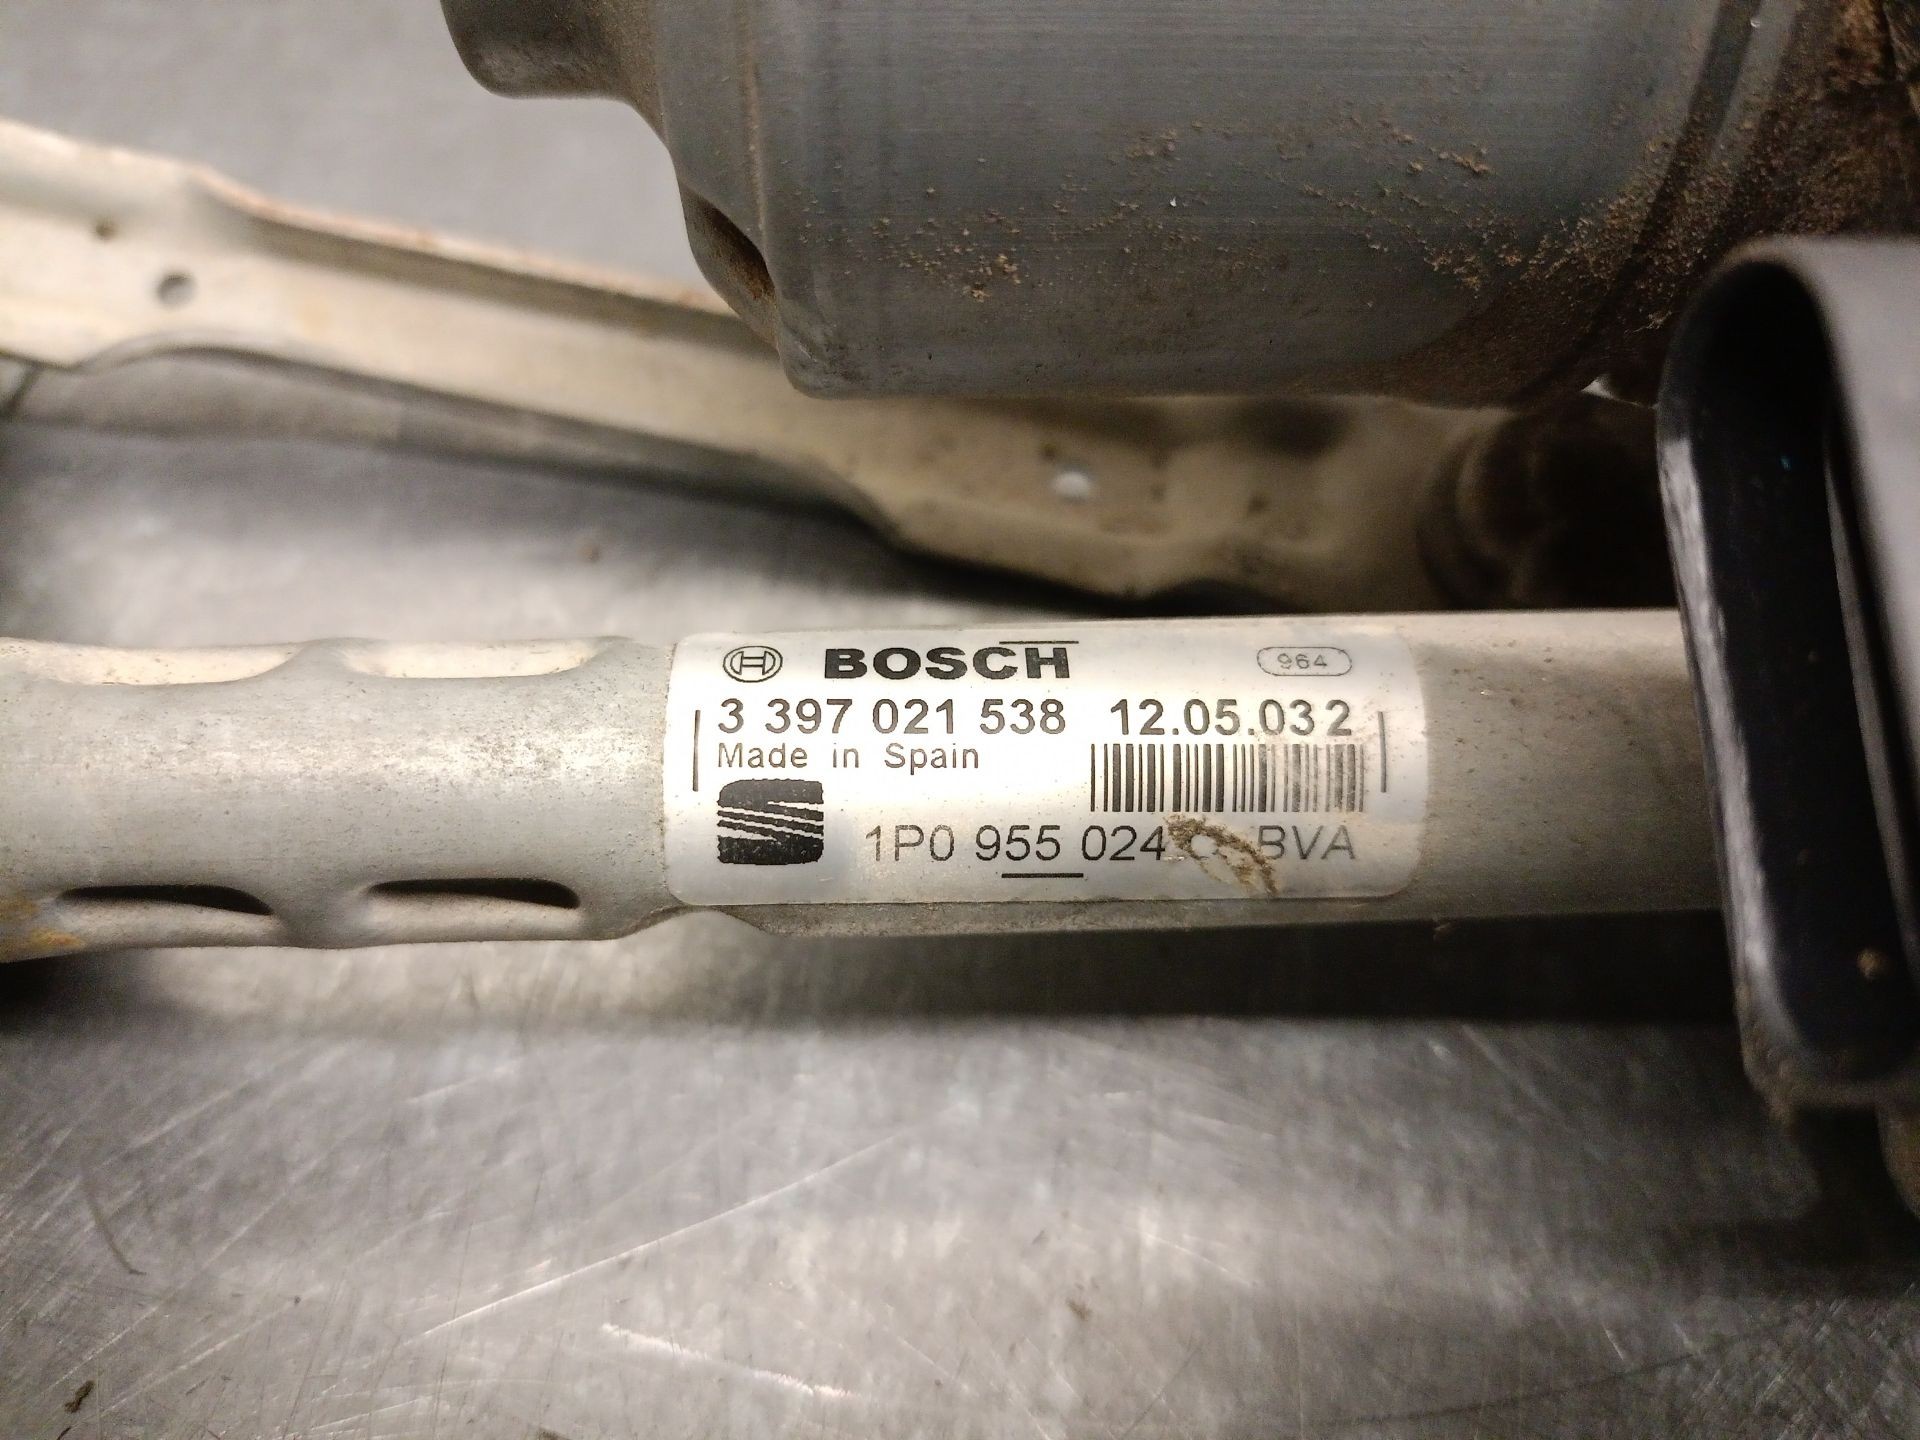 BOSCH 964
3 397 021 538 12.05.03 2
Made in Spain
1P0 955 024 BVA